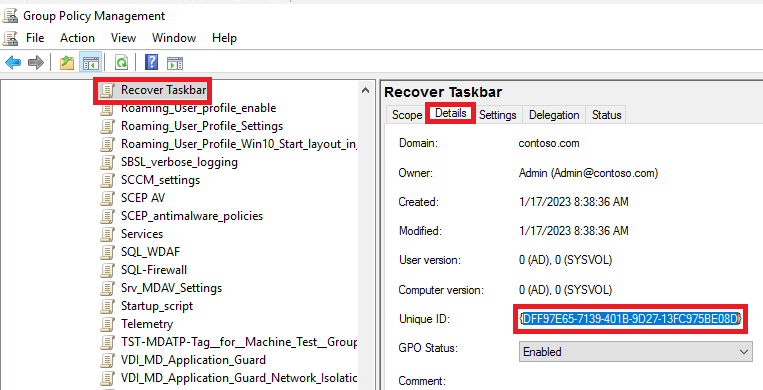 Group Policy Management
File Action View Window Help
Recover Taskbar
Roaming_User_profile_enable
Roaming_User_Profile_Settings
Roaming_User_Profile_Win10_Start_layout_in_
SBSL_verbose_logging
SCCM_settings
SCEP AV
SCEP_antimalware_policies
Services
SQL_WDAF
SQL-Firewall
Srv_MDAV_Settings
Startup_script
Telemetry
TST-MDATP-Tag__for__Machine_Test__Group
VDI_MD_Application_Guard
VDI_MD_Application_Guard_Network_Isolatio
Recover Taskbar
Scope Details Settings Delegation Status
Domain: contoso.com
Owner: Admin (Admin@contoso.com)
Created: 1/17/2023 8:38:36 AM
Modified: 1/17/2023 8:38:36 AM
User version: 0 (AD), 0 (SYSVOL)
Computer version: 0 (AD), 0 (SYSVOL)
Unique ID: {DFF97E65-7139-401B-9D27-13FC975BE08D}
GPO Status: Enabled
Comment: